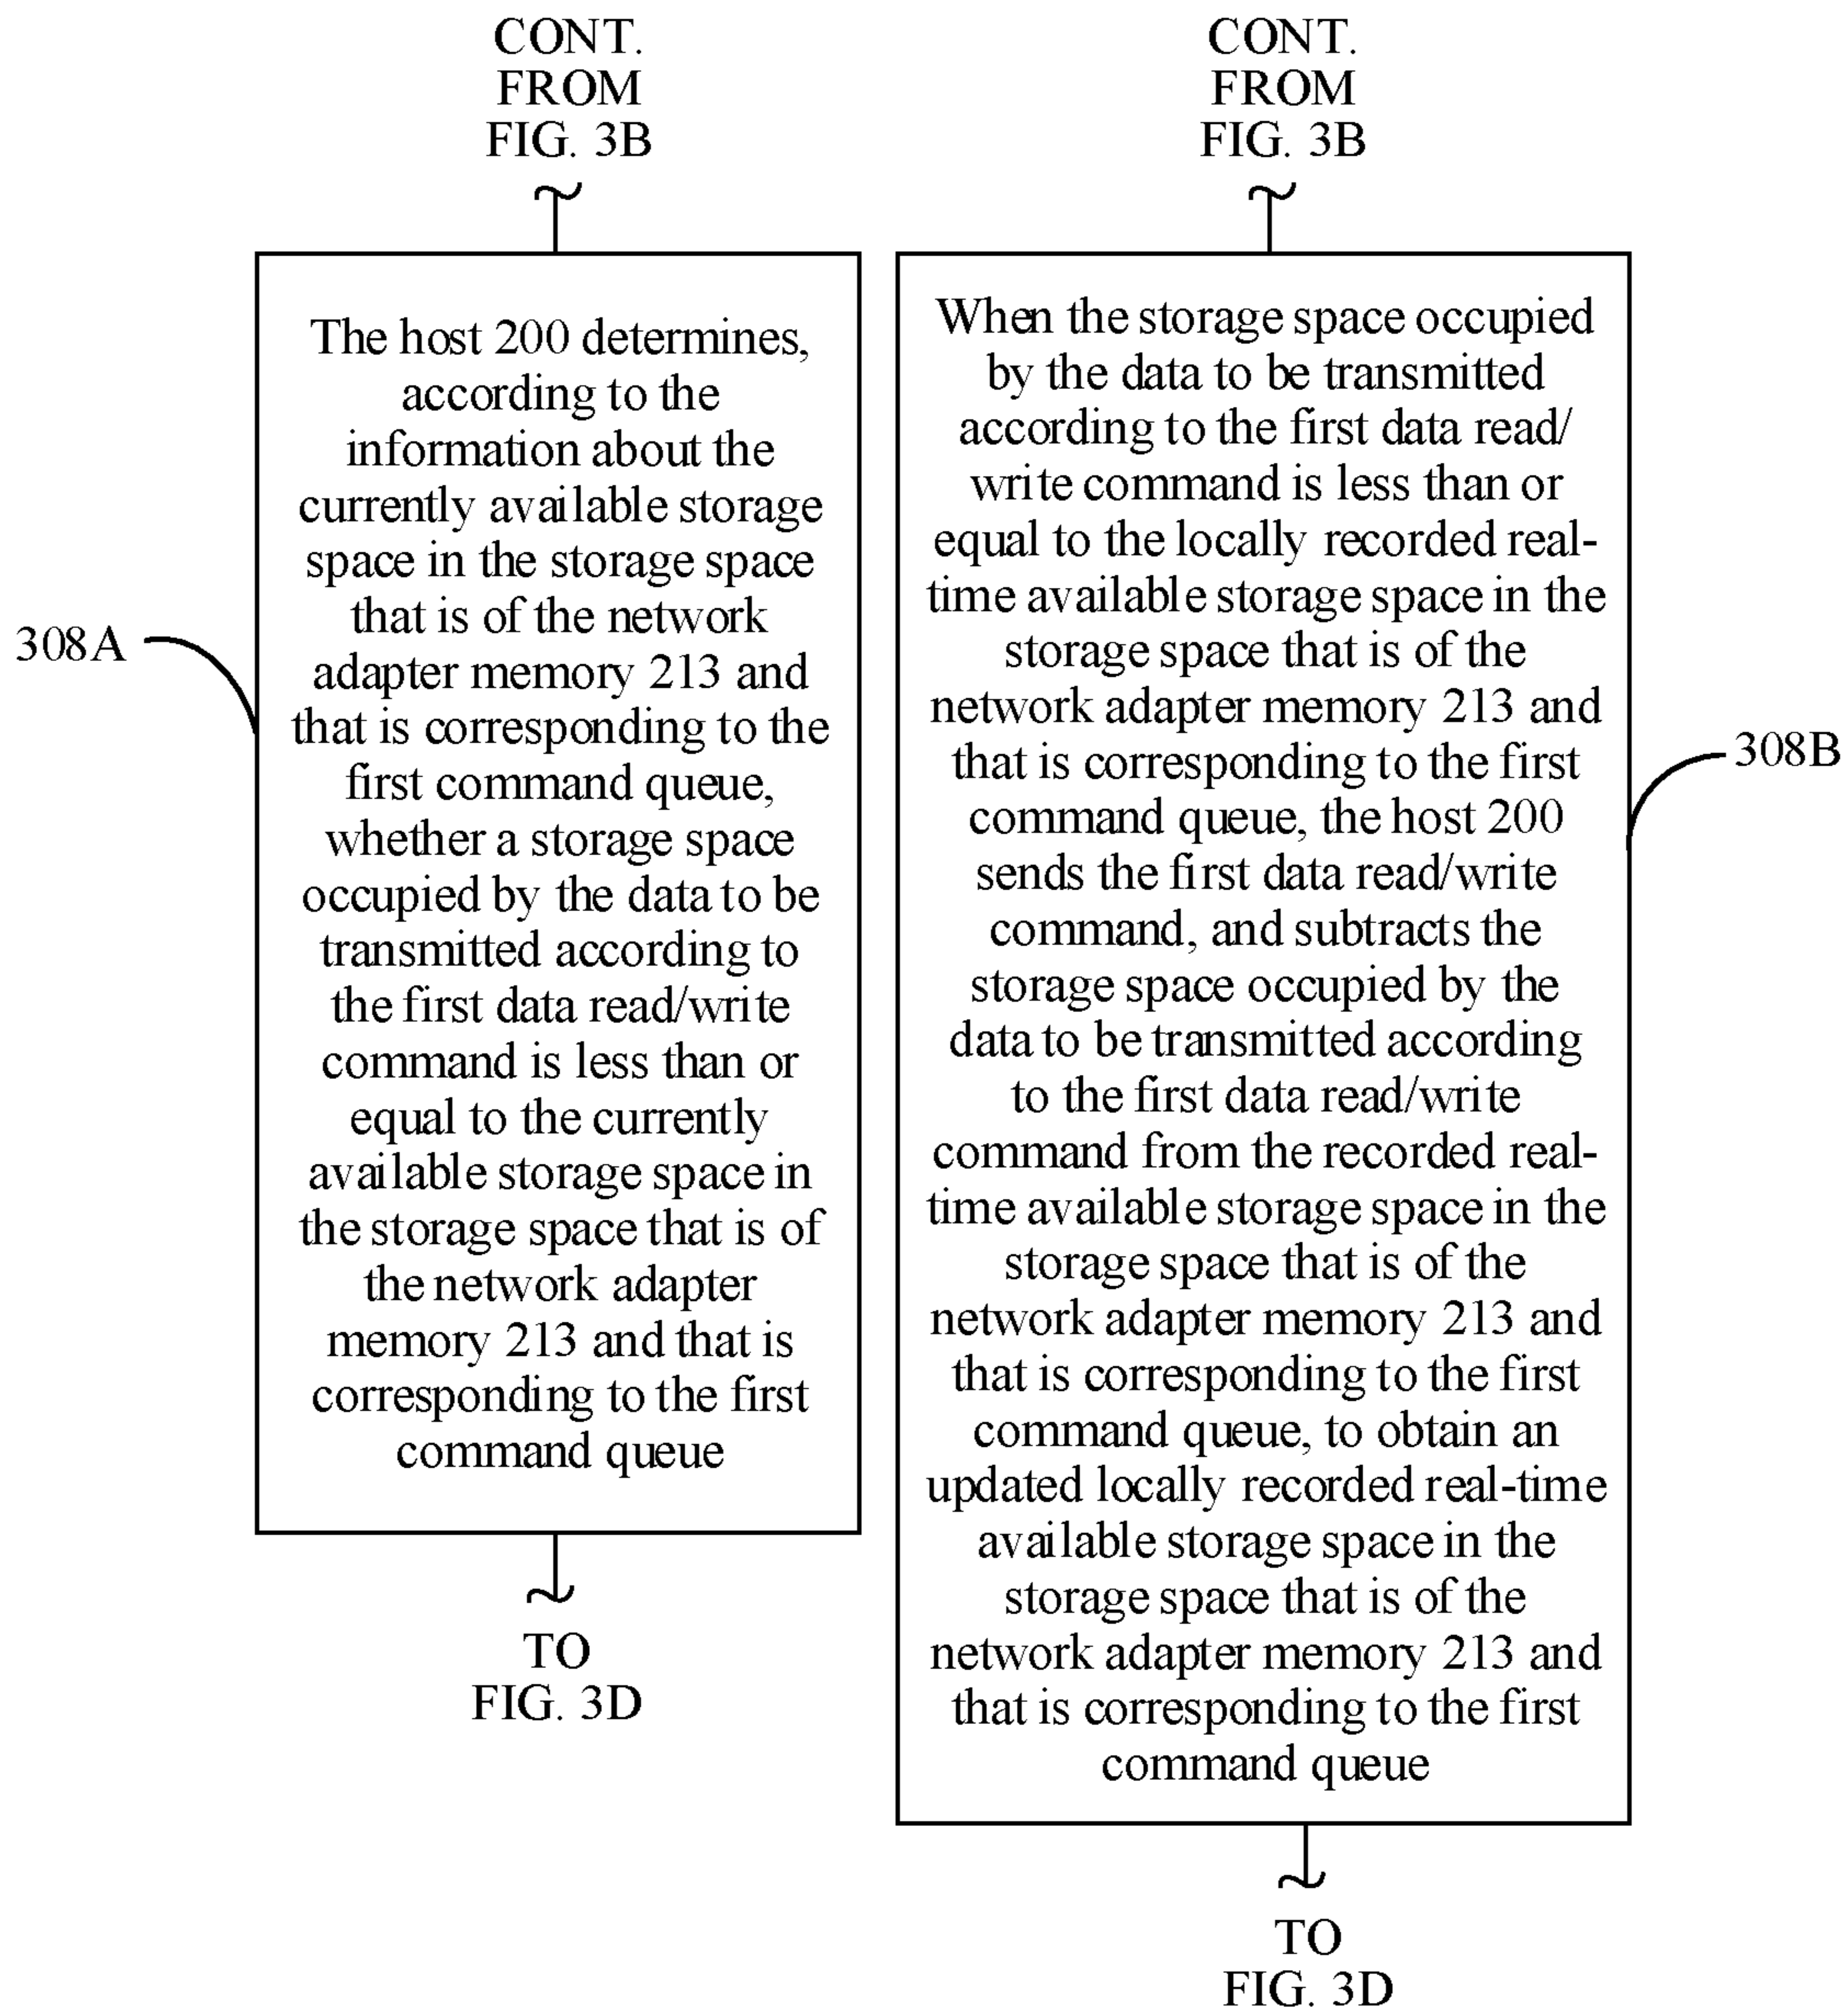 CONT.
FROM
FIG. 3B
The host 200 determines,
according to the
information about the
currently available storage
space in the storage space
that is of the network
adapter memory 213 and
that is corresponding to the
first command queue,
whether a storage space
occupied by the data to be
transmitted according to
the first data read/write
command is less than or
equal to the currently
available storage space in
the storage space that is of
the network adapter
memory 213 and that is
corresponding to the first
command queue
308A
TO
FIG. 3D
CONT.
FROM
FIG. 3B
When the storage space occupied
by the data to be transmitted
according to the first data read/
write command is less than or
equal to the locally recorded real-
time available storage space in the
storage space that is of the
network adapter memory 213 and
that is corresponding to the first
command queue, the host 200
sends the first data read/write
command, and subtracts the
storage space occupied by the
data to be transmitted according
to the first data read/write
command from the recorded real-
time available storage space in the
storage space that is of the
network adapter memory 213 and
that is corresponding to the first
command queue, to obtain an
updated locally recorded real-time
available storage space in the
storage space that is of the
network adapter memory 213 and
that is corresponding to the first
command queue
308B
TO
FIG. 3D